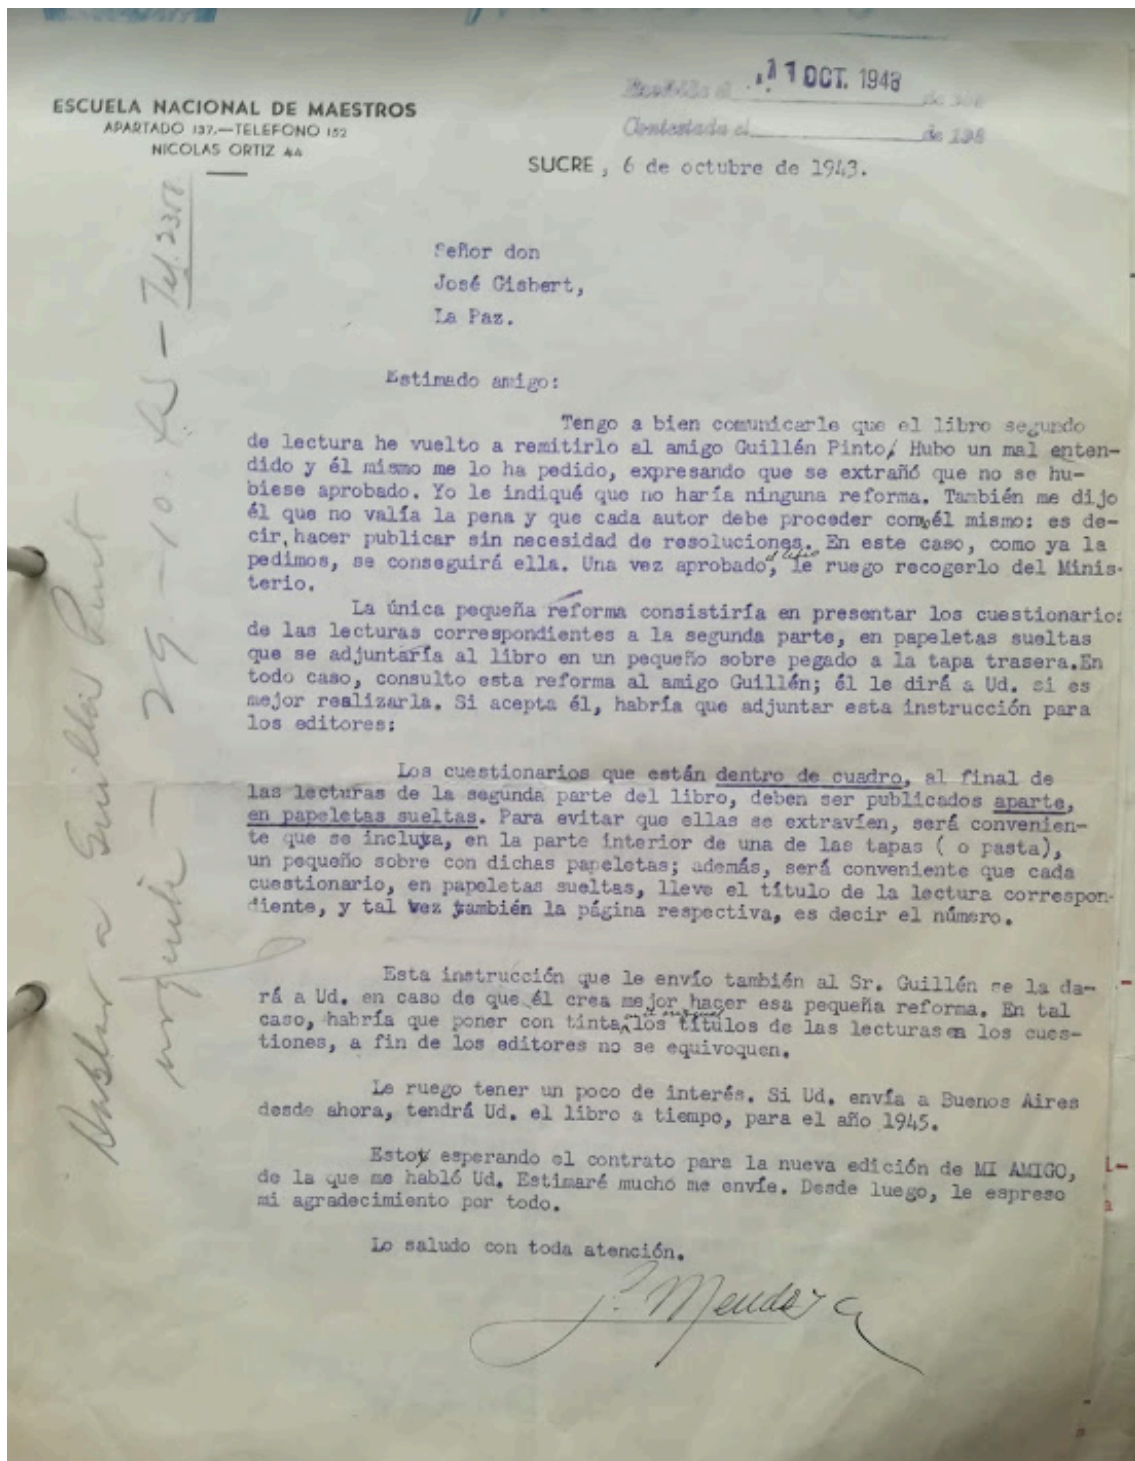 ESCUELA NACIONAL DE MAESTROS
APARTADO 137.—TELEFONO 152
NICOLAS ORTIZ 44
11 OCT. 1943
Recibida el de 194
Contestada el de 194
SUCRE, 6 de octubre de 1943.
Señor don
José Gisbert,
La Paz.
Estimado amigo:
Tengo a bien comunicarle que el libro segundo
de lectura he vuelto a remitirlo al amigo Guillén Pinto/ Hubo un mal enten-
dido y él mismo me lo ha pedido, expresando que se extrañó que no se hu-
biese aprobado. Yo le indiqué que no haría ninguna reforma. También me dijo
él que no valía la pena y que cada autor debe proceder como él mismo: es de-
cir, hacer publicar sin necesidad de resoluciones. En este caso, como ya la
pedimos, se conseguirá ella. Una vez aprobado, el libro le ruego recogerlo del Minis-
terio.
La única pequeña reforma consistiría en presentar los cuestionarios
de las lecturas correspondientes a la segunda parte, en papeletas sueltas
que se adjuntaría al libro en un pequeño sobre pegado a la tapa trasera.En
todo caso, consulto esta reforma al amigo Guillén; él le dirá a Ud. si es
mejor realizarla. Si acepta él, habría que adjuntar esta instrucción para
los editores:
Los cuestionarios que están dentro de cuadro, al final de
las lecturas de la segunda parte del libro, deben ser publicados aparte,
en papeletas sueltas. Para evitar que ellas se extravíen, será convenien-
te que se incluya, en la parte interior de una de las tapas ( o pasta),
un pequeño sobre con dichas papeletas; además, será conveniente que cada
cuestionario, en papeletas sueltas, lleve el título de la lectura correspon-
diente, y tal vez también la página respectiva, es decir el número.
Esta instrucción que le envío también al Sr. Guillén se la da-
rá a Ud. en caso de que él crea mejor hacer esa pequeña reforma. En tal
caso, habría que poner con tinta los títulos de las lecturas en los cues-
tiones, a fin de los editores no se equivoquen.
Le ruego tener un poco de interés. Si Ud. envía a Buenos Aires
desde ahora, tendrá Ud. el libro a tiempo, para el año 1945.
Estoy esperando el contrato para la nueva edición de MI AMIGO,
de la que me habló Ud. Estimaré mucho me envíe. Desde luego, le espreso
mi agradecimiento por todo.
Lo saludo con toda atención.
J. Mendoza
Hablar a Guillén Pint
urgente — 29-10 — Tel. 2358